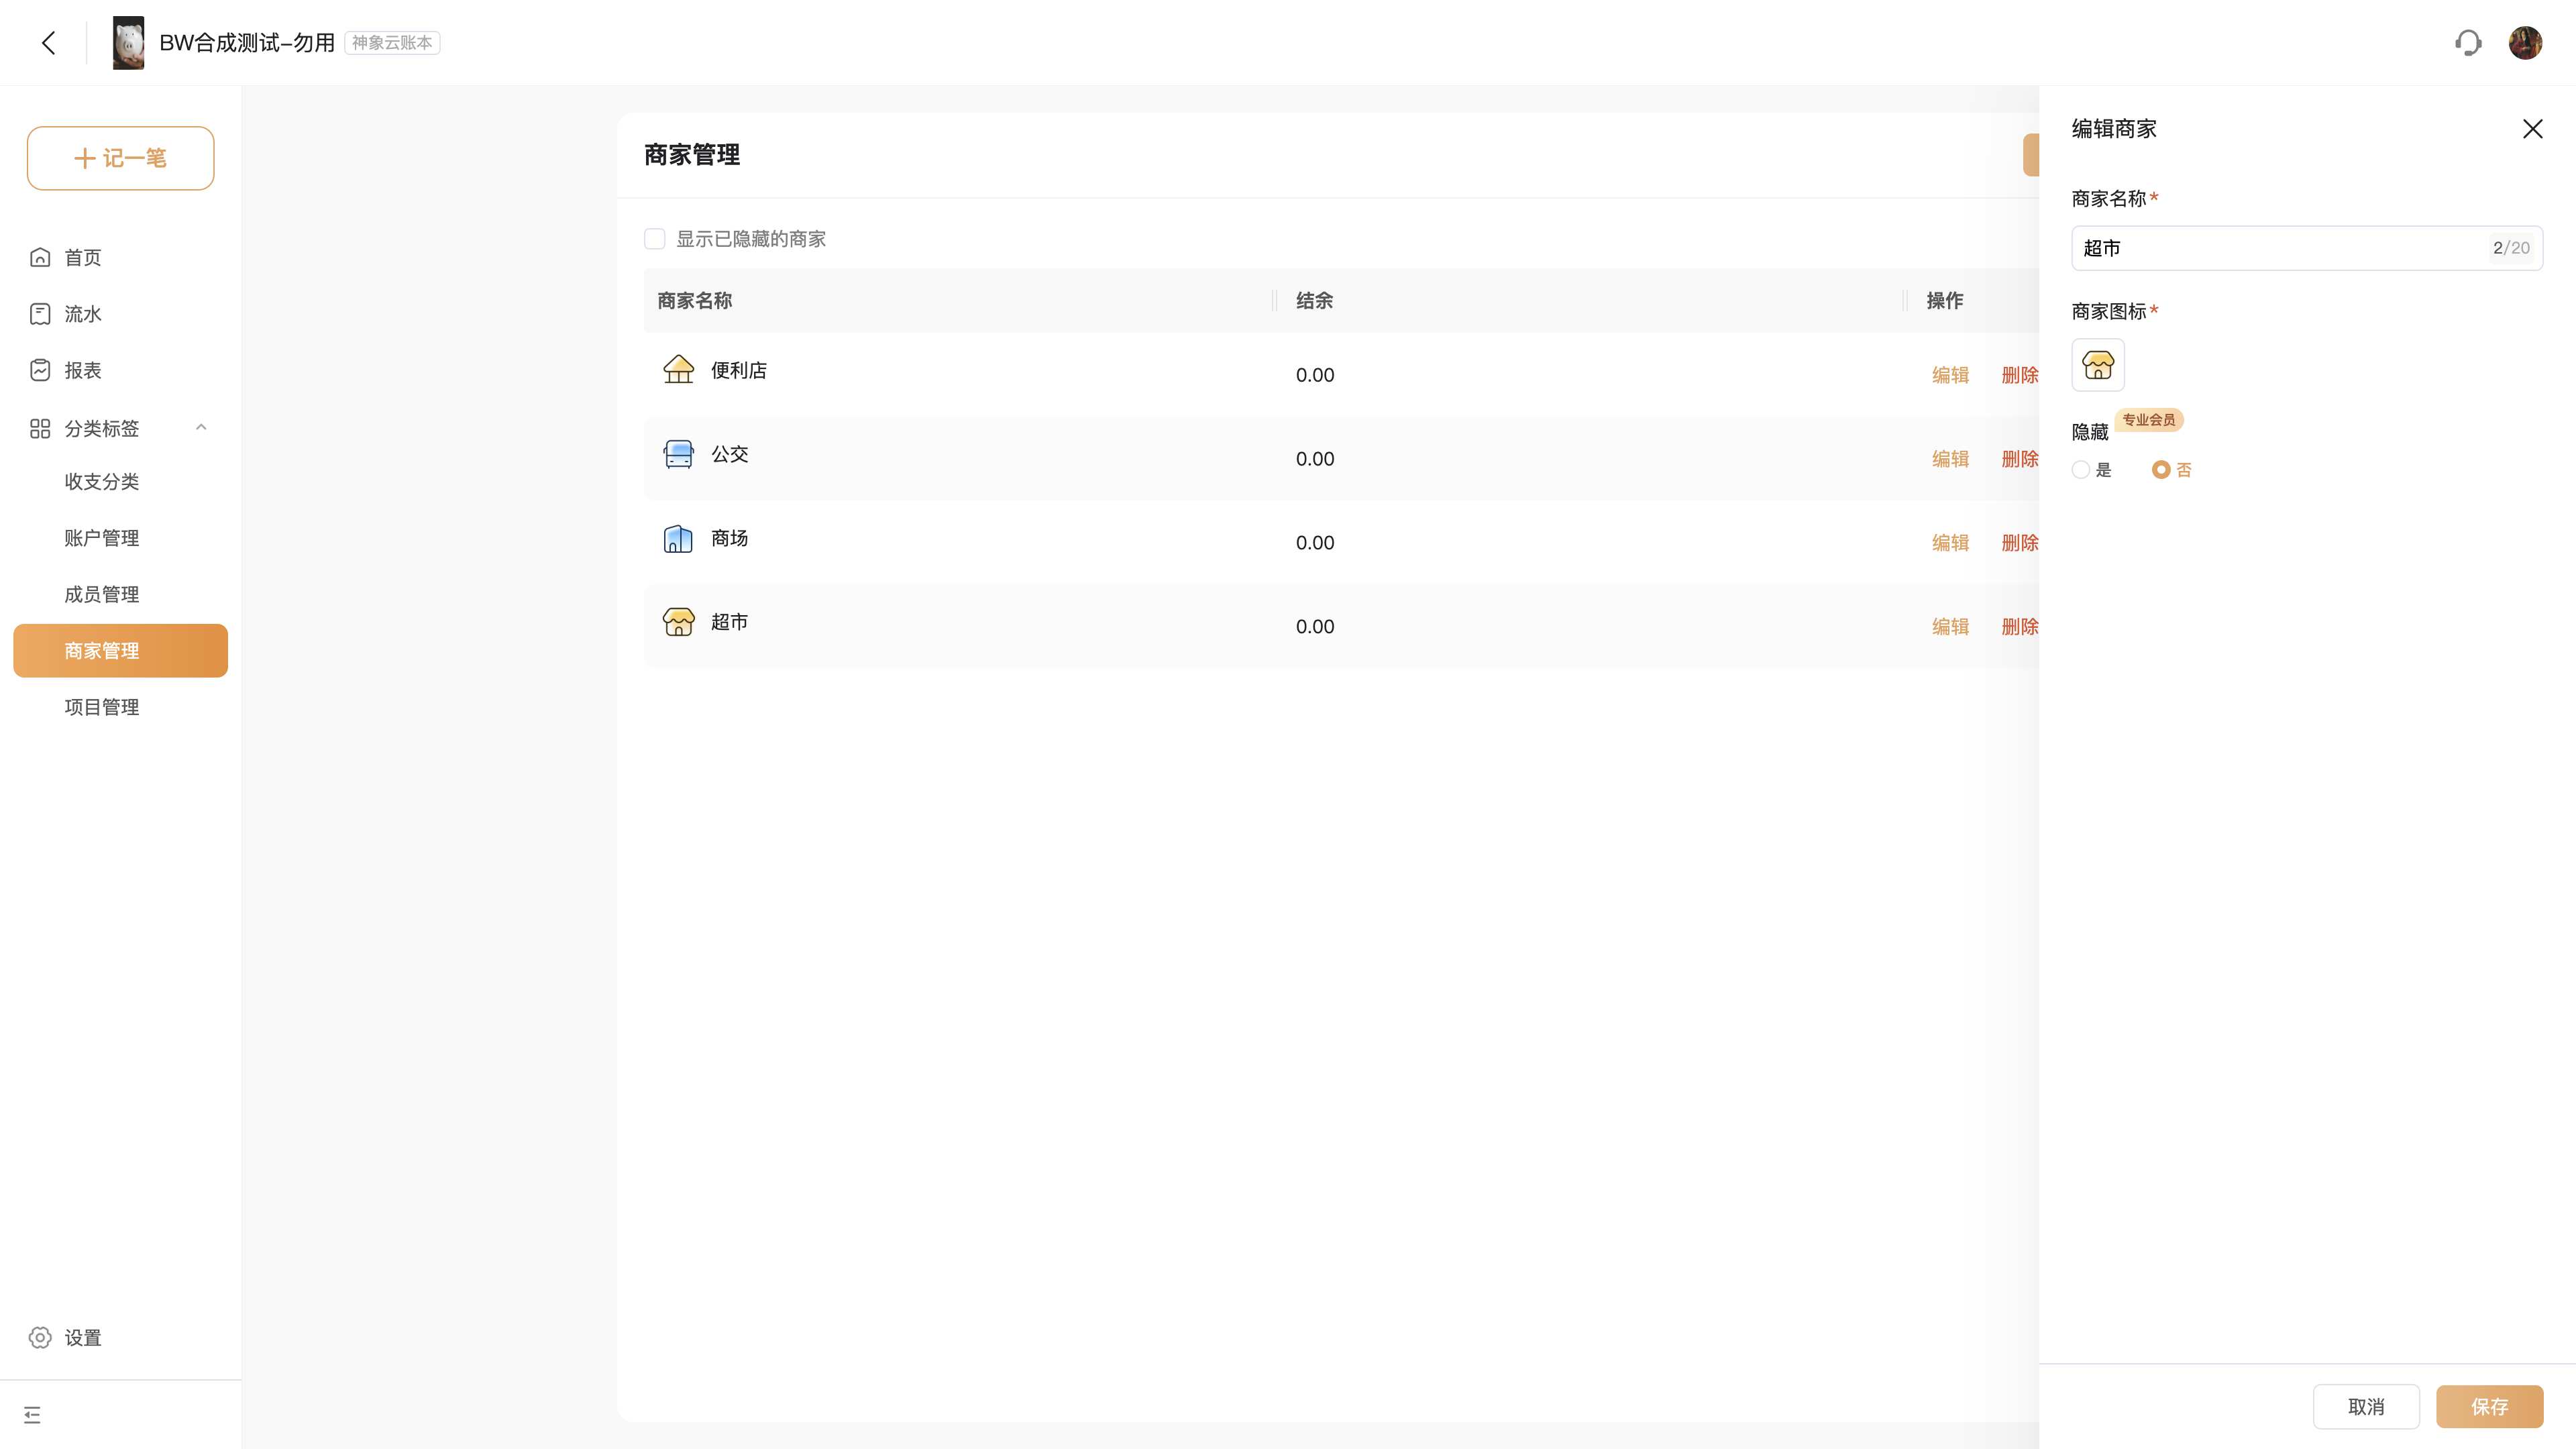 BW合成测试-勿用 神象云账本
记一笔
首页
流水
报表
分类标签
收支分类
账户管理
成员管理
商家管理
项目管理
设置
商家管理
显示已隐藏的商家
商家名称 结余 操作
便利店 0.00 编辑 删除
公交 0.00 编辑 删除
商场 0.00 编辑 删除
超市 0.00 编辑 删除
编辑商家
商家名称*
超市 2/20
商家图标*
隐藏 专业会员
是 否
取消 保存